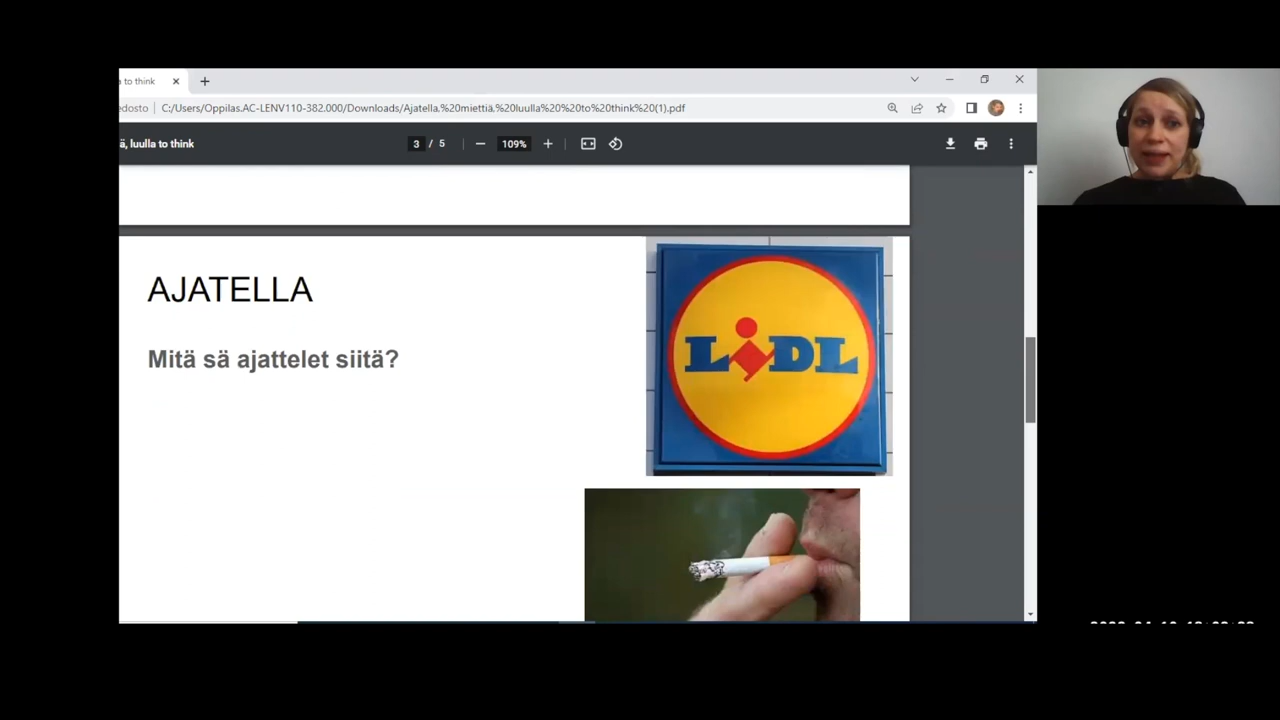 a to think
edosto
C:/Users/Oppilas.AC-LENV110-382.000/Downloads/Ajatella,%20miettiä,%20luulla%20%20to%20think%20(1).pdf
ä, luulla to think
3 / 5
109%
AJATELLA
Mitä sä ajattelet siitä?
LIDL